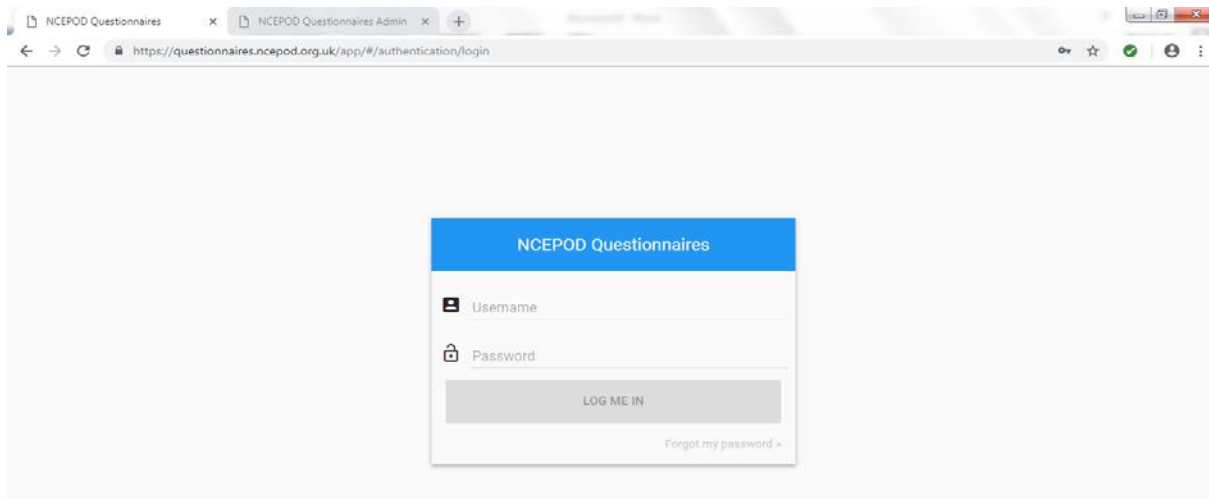 NCEPOD Questionnaires
NCEPOD Questionnaires Admin
https://questionnaires.ncepod.org.uk/app/#/authentication/login
NCEPOD Questionnaires
Username
Password
LOG ME IN
Forgot my password »